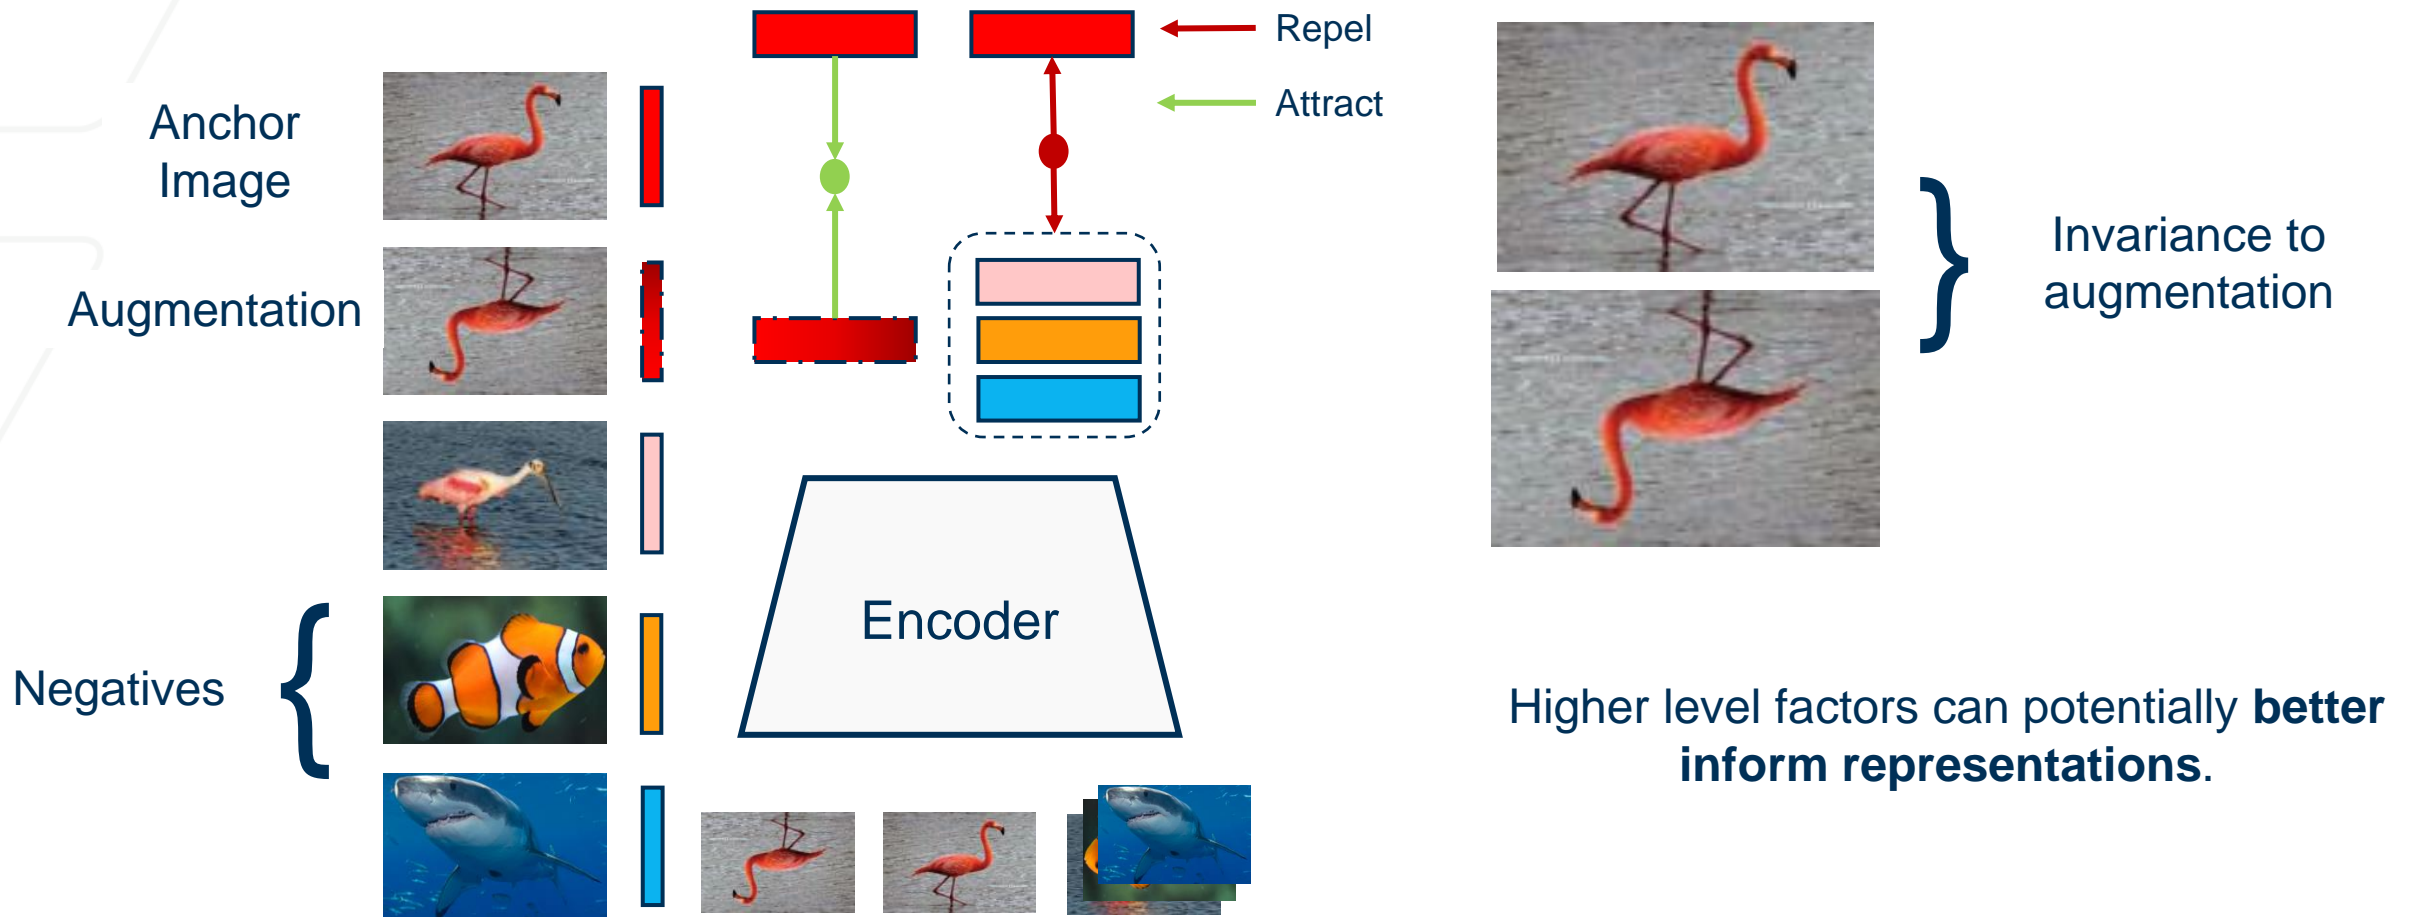 Repel
Attract
Anchor
Image
Augmentation
Negatives
Encoder
Invariance to
augmentation
Higher level factors can potentially better
inform representations.